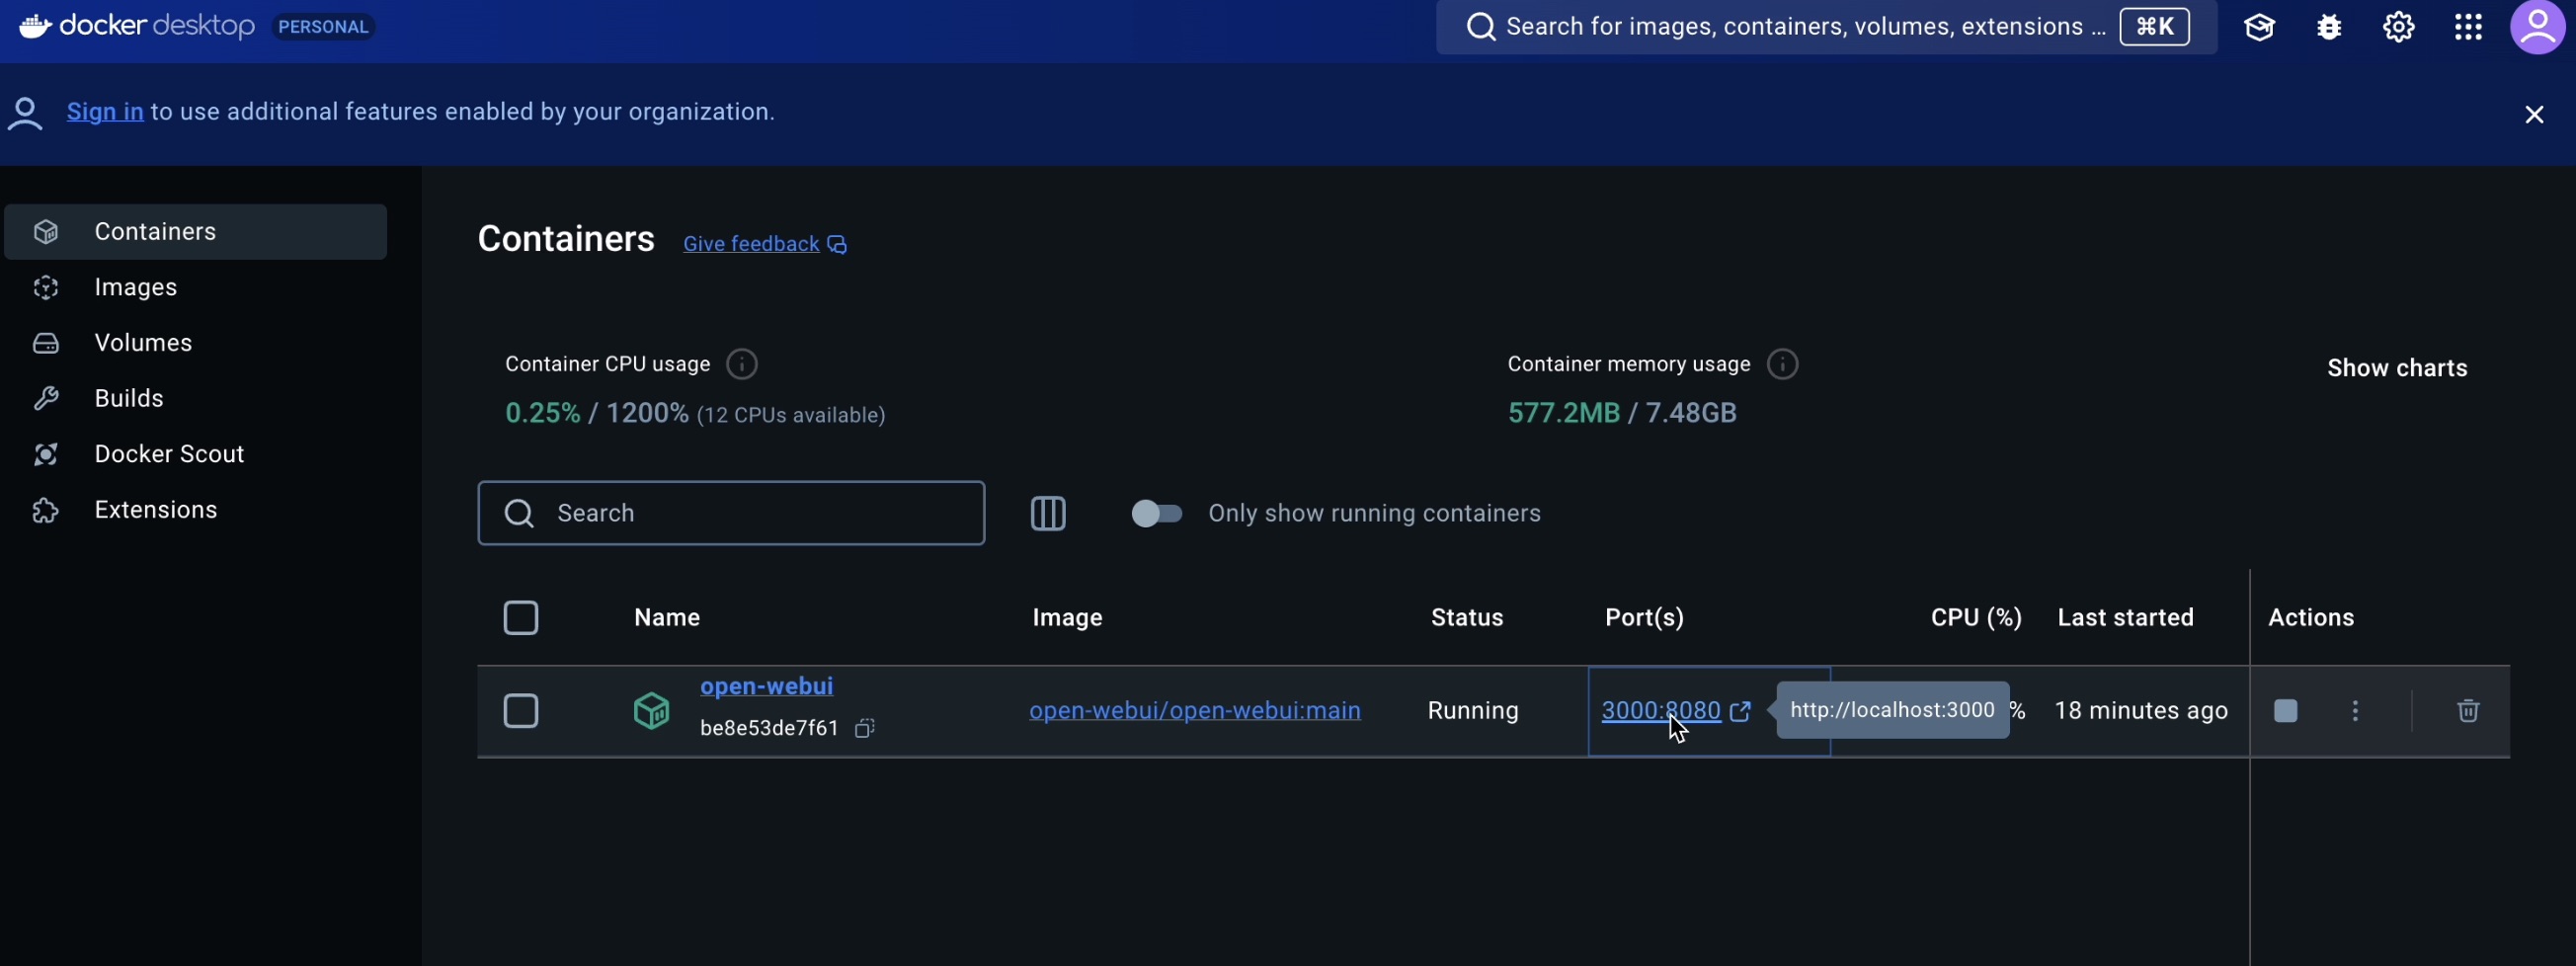 docker desktop PERSONAL
Search for images, containers, volumes, extensions ... ⌘K
Sign in to use additional features enabled by your organization.
Containers
Images
Volumes
Builds
Docker Scout
Extensions
Containers Give feedback
Container CPU usage
0.25% / 1200% (12 CPUs available)
Container memory usage
577.2MB / 7.48GB
Show charts
Search
Only show running containers
Name Image Status Port(s) CPU (%) Last started Actions
open-webui
be8e53de7f61
open-webui/open-webui:main Running 3000:8080 http://localhost:3000 % 18 minutes ago